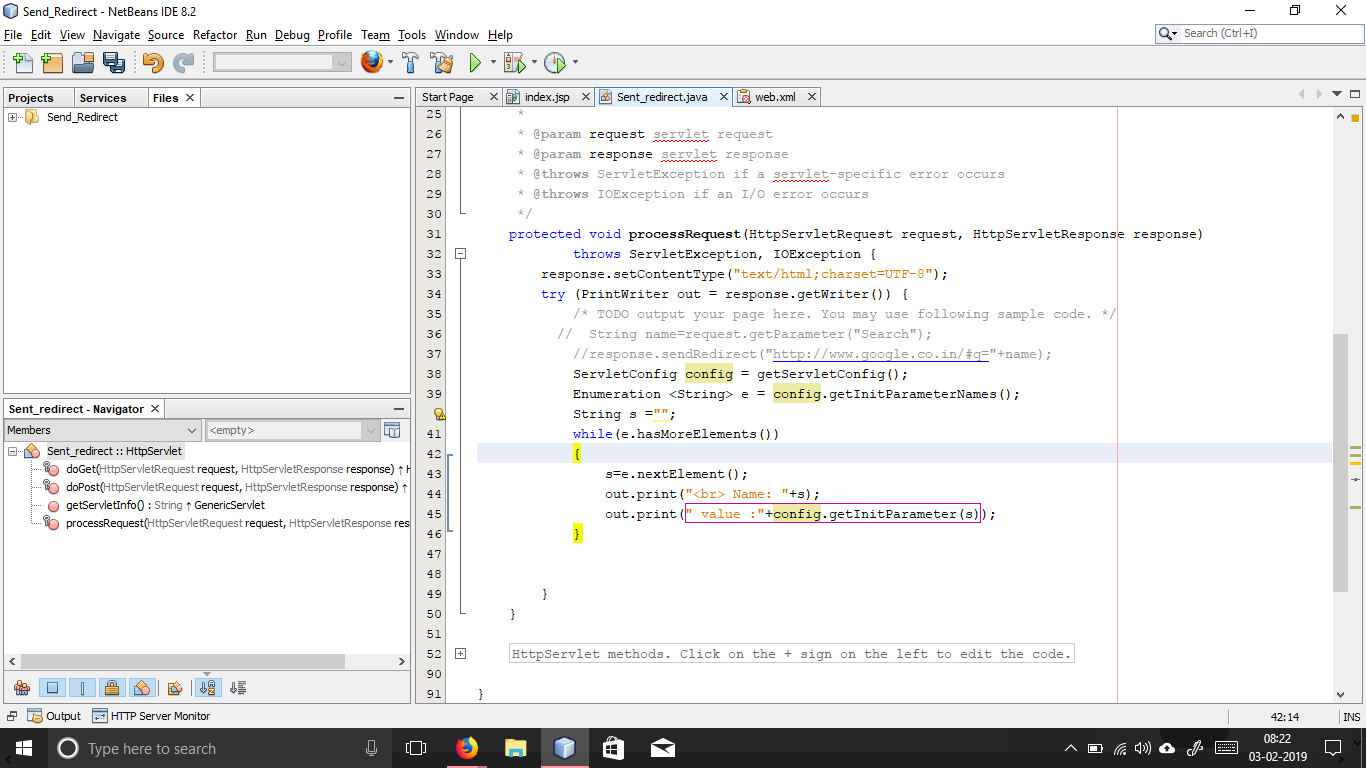 Send_Redirect - NetBeans IDE 8.2
File Edit View Navigate Source Refactor Run Debug Profile Team Tools Window Help
Search (Ctrl+I)
Projects Services Files
Send_Redirect
Sent_redirect - Navigator
Members <empty>
Sent_redirect :: HttpServlet
doGet(HttpServletRequest request, HttpServletResponse response) ↑ H
doPost(HttpServletRequest request, HttpServletResponse response) ↑
getServletInfo() : String ↑ GenericServlet
processRequest(HttpServletRequest request, HttpServletResponse res
Start Page index.jsp Sent_redirect.java web.xml
25 *
26 * @param request servlet request
27 * @param response servlet response
28 * @throws ServletException if a servlet-specific error occurs
29 * @throws IOException if an I/O error occurs
30 */
31 protected void processRequest(HttpServletRequest request, HttpServletResponse response)
32 throws ServletException, IOException {
33 response.setContentType("text/html;charset=UTF-8");
34 try (PrintWriter out = response.getWriter()) {
35 /* TODO output your page here. You may use following sample code. */
36 // String name=request.getParameter("Search");
37 //response.sendRedirect("http://www.google.co.in/#q="+name);
38 ServletConfig config = getServletConfig();
39 Enumeration <String> e = config.getInitParameterNames();
String s ="";
41 while(e.hasMoreElements())
42 {
43 s=e.nextElement();
44 out.print("<br> Name: "+s);
45 out.print(" value :"+config.getInitParameter(s));
46 }
47
48
49 }
50 }
51
52 HttpServlet methods. Click on the + sign on the left to edit the code.
90
91 }
Output HTTP Server Monitor
42:14 INS
Type here to search
08:22
03-02-2019